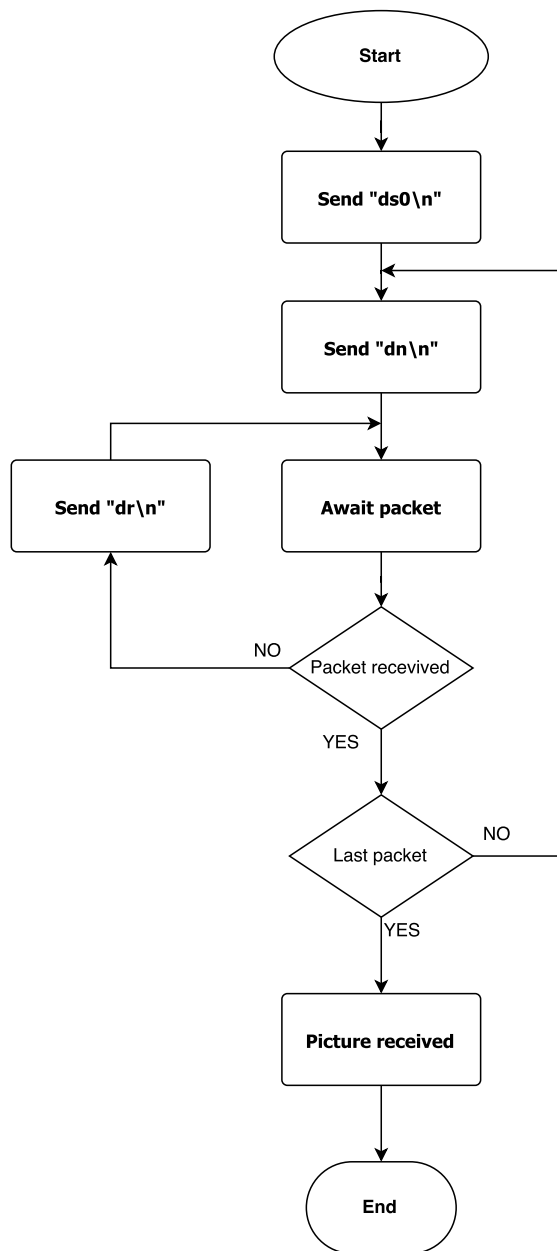 Start
Send "ds0\n"
Send "dn\n"
Send "dr\n"
Await packet
NO
Packet recevived
YES
NO
Last packet
YES
Picture received
End